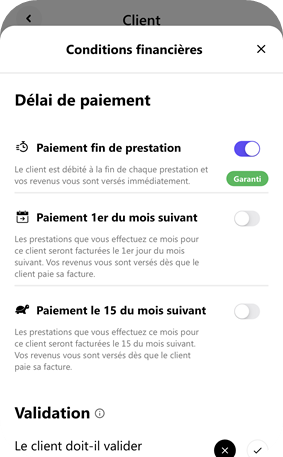 Client
Conditions financières
Délai de paiement
Paiement fin de prestation
Le client est débité à la fin de chaque prestation et
vos revenus vous sont versés immédiatement.
Garanti
Paiement 1er du mois suivant
Les prestations que vous effectuez ce mois pour
ce client seront facturées le 1er jour du mois
suivant. Vos revenus vous sont versés dès que le
client paie sa facture.
Paiement le 15 du mois suivant
Les prestations que vous effectuez ce mois pour
ce client seront facturées le 15 du mois suivant.
Vos revenus vous sont versés dès que le client
paie sa facture.
Validation
Le client doit-il valider